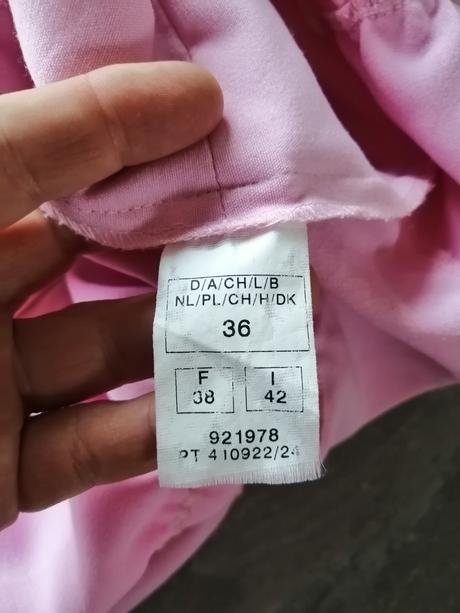 D/A/CH/L/B
NL/PL/CH/H/DK
36
F
38
I
42
921978
PT 410922/24